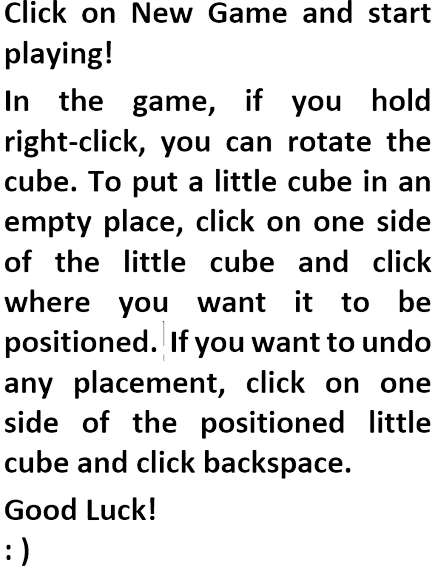 Click on New Game and start
playing!
In the game, if you hold
right-click, you can rotate the
cube. To put a little cube in an
empty place, click on one side
of the little cube and click
where you want it to be
positioned. If you want to undo
any placement, click on one
side of the positioned little
cube and click backspace.
Good Luck!
: )